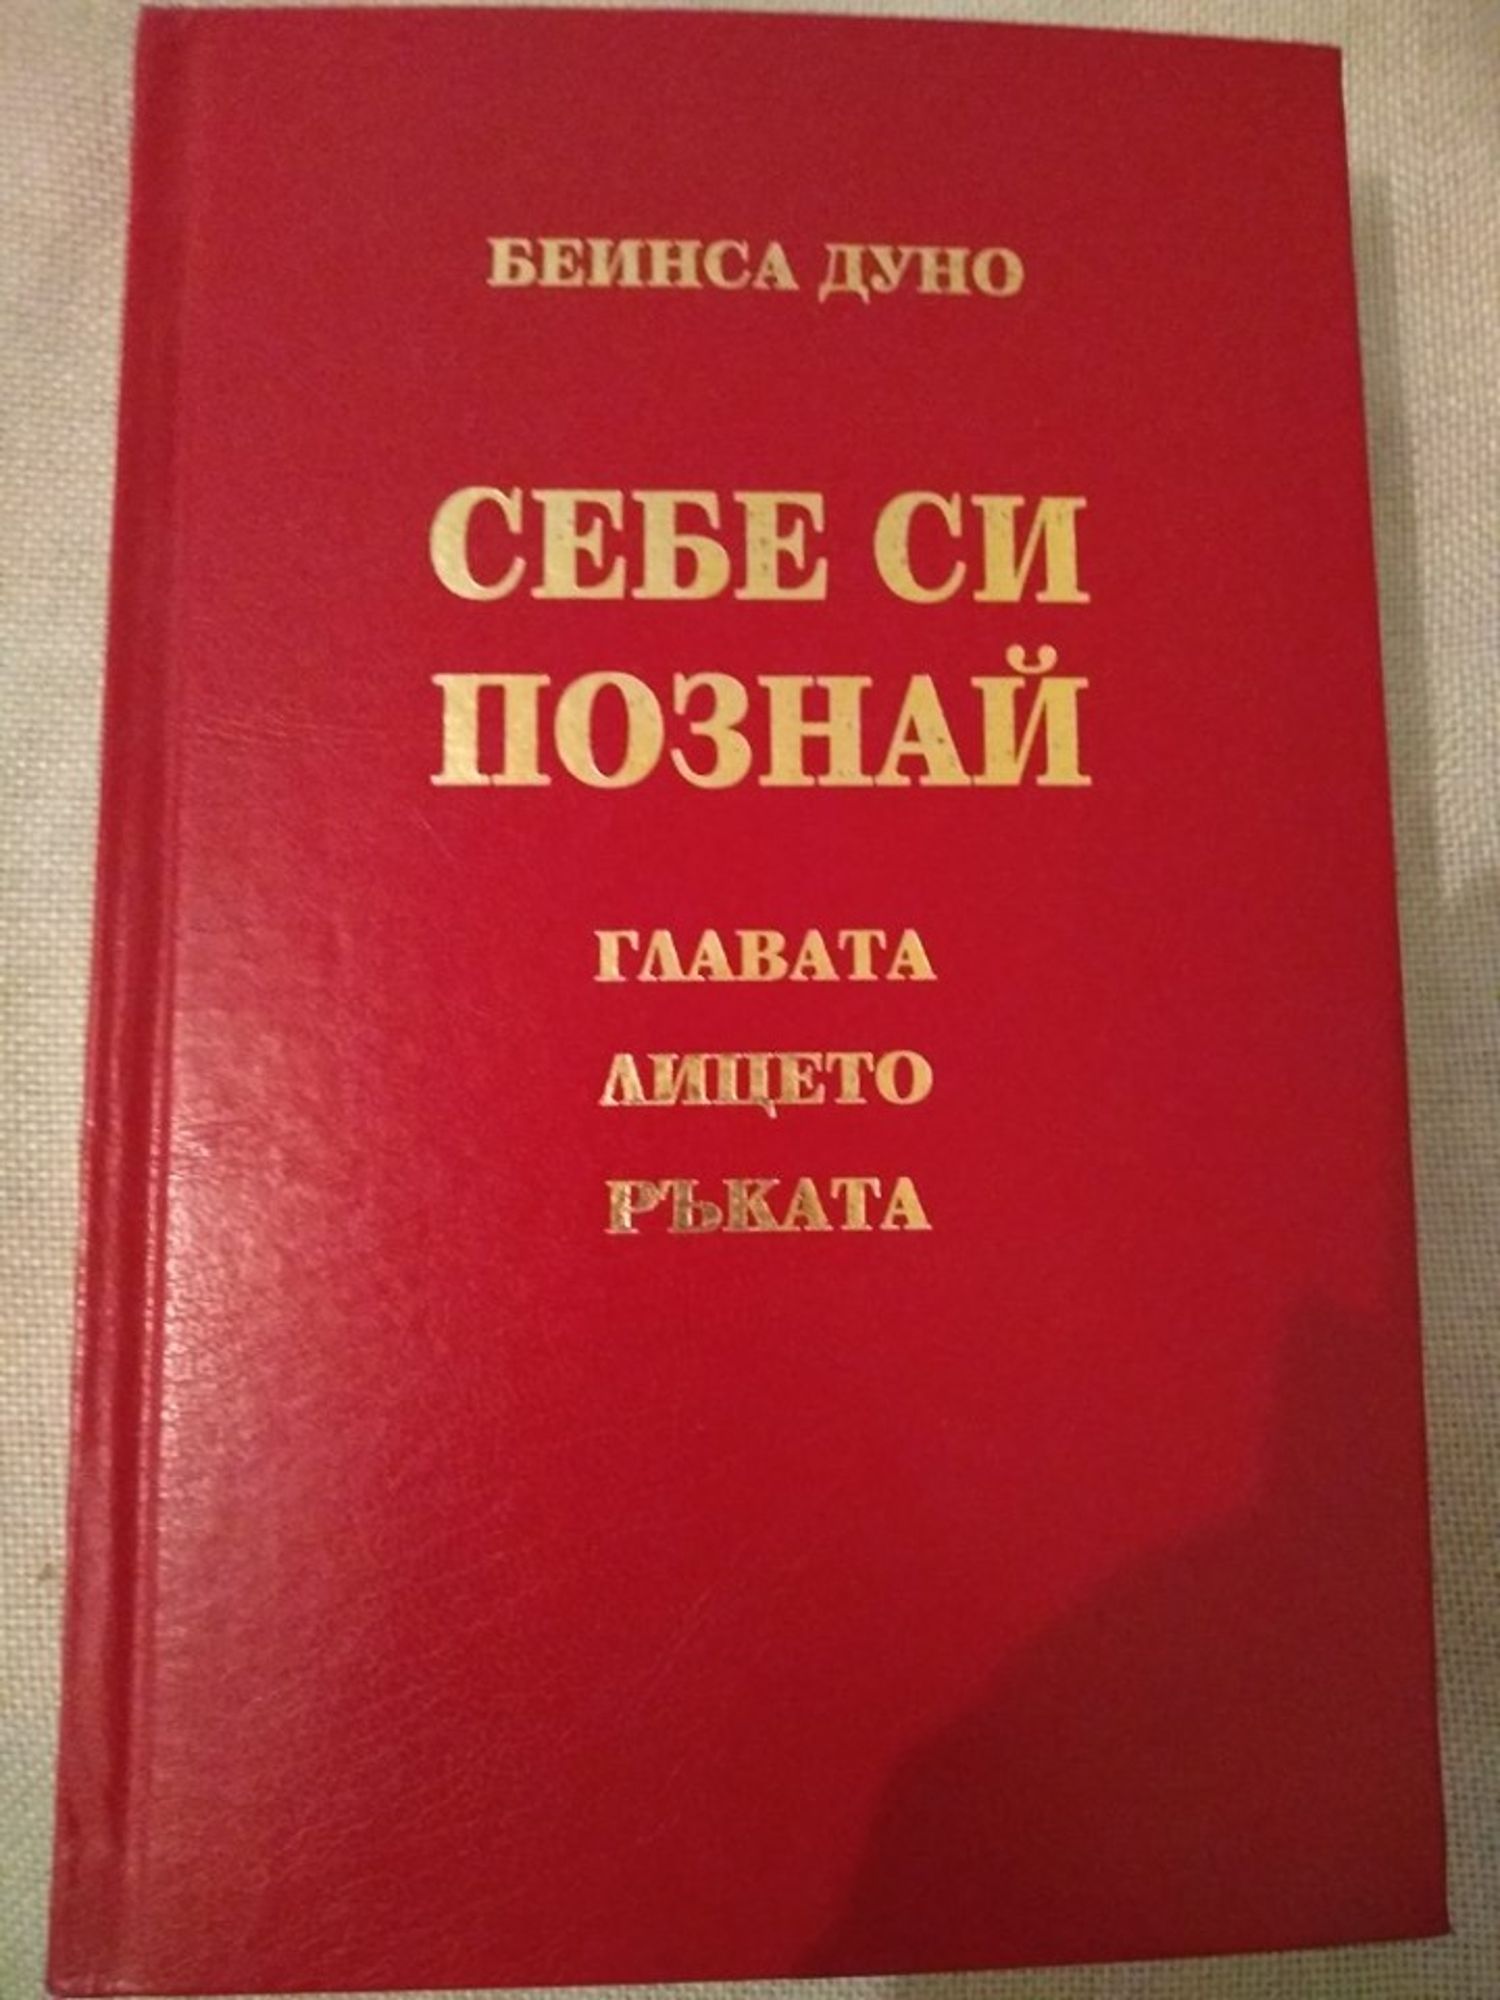 БЕИНСА ДУНО
СЕБЕ СИ
ПОЗНАЙ
ГЛАВАТА
ЛИЦЕТО
РЪКАТА